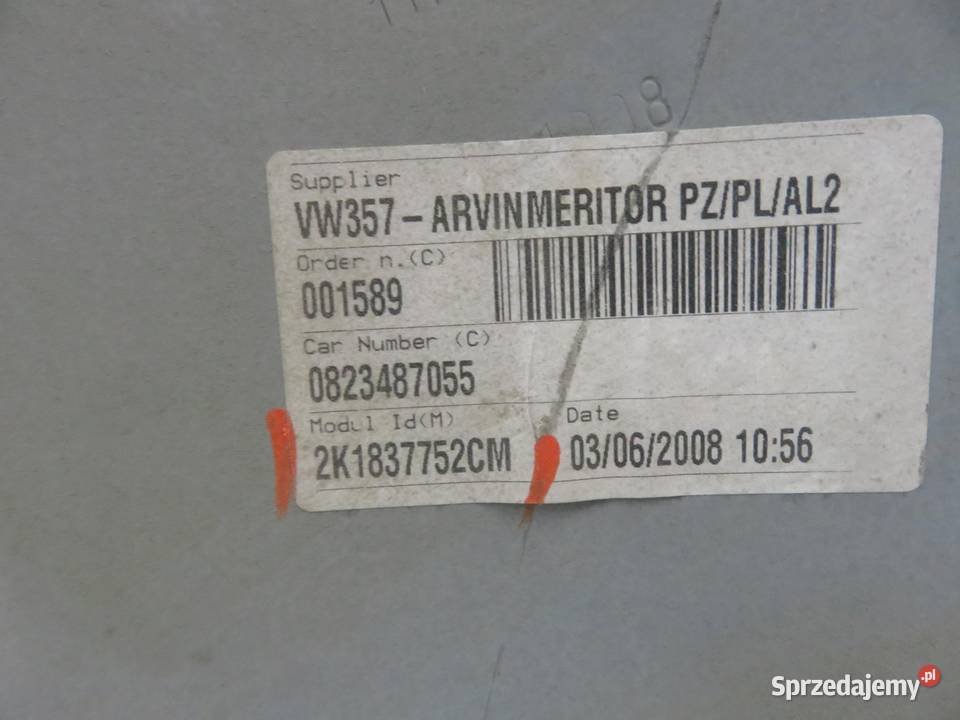 18
Supplier
VW357-ARVINMERITOR PZ/PL/AL2
Order n.(C)
001589
Car Number (C)
0823487055
Modul Id(M)
2K1837752CM
Date
03/06/2008 10:56
Sprzedajemy.pl